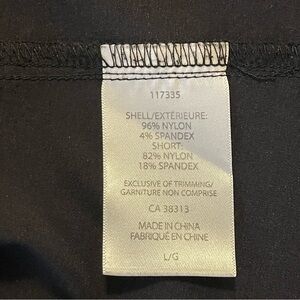 117335
SHELL/EXTÉRIEURE:
96% NYLON
4% SPANDEX
SHORT:
82% NYLON
18% SPANDEX
EXCLUSIVE OF TRIMMING/
GARNITURE NON COMPRISE
CA 38313
MADE IN CHINA
FABRIQUÉ EN CHINE
L/G